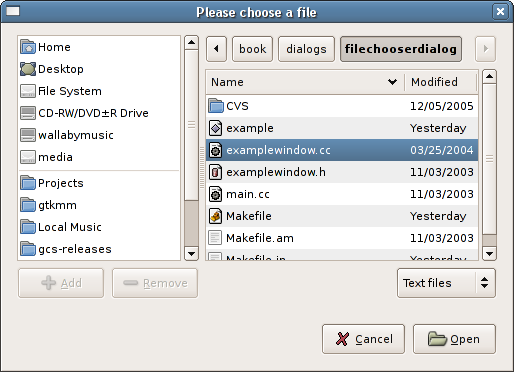 Please choose a file
Home
Desktop
File System
CD-RW/DVD±R Drive
wallabymusic
media
Projects
gtkmm
Local Music
gcs-releases
Add
Remove
book dialogs filechooserdialog
Name Modified
CVS 12/05/2005
example Yesterday
examplewindow.cc 03/25/2004
examplewindow.h 11/03/2003
main.cc 11/03/2003
Makefile Yesterday
Makefile.am 11/03/2003
Makefile.in Yesterday
Text files
Cancel Open